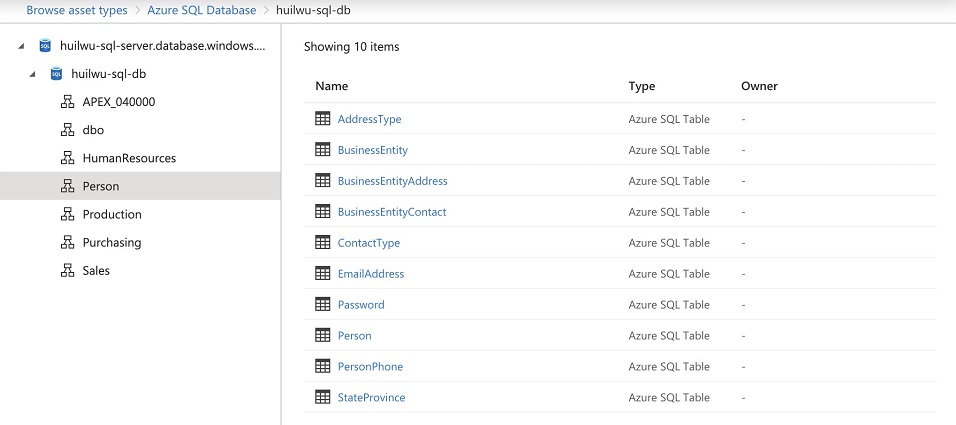 Browse asset types > Azure SQL Database > huilwu-sql-db
huilwu-sql-server.database.windows....
huilwu-sql-db
APEX_040000
dbo
HumanResources
Person
Production
Purchasing
Sales
Showing 10 items
Name Type Owner
AddressType Azure SQL Table -
BusinessEntity Azure SQL Table -
BusinessEntityAddress Azure SQL Table -
BusinessEntityContact Azure SQL Table -
ContactType Azure SQL Table -
EmailAddress Azure SQL Table -
Password Azure SQL Table -
Person Azure SQL Table -
PersonPhone Azure SQL Table -
StateProvince Azure SQL Table -